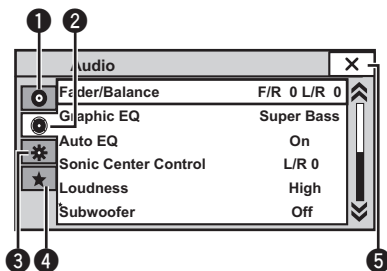 1 2
Audio
Fader/Balance F/R 0 L/R 0
Graphic EQ Super Bass
Auto EQ On
Sonic Center Control L/R 0
Loudness High
Subwoofer Off
3 4 5